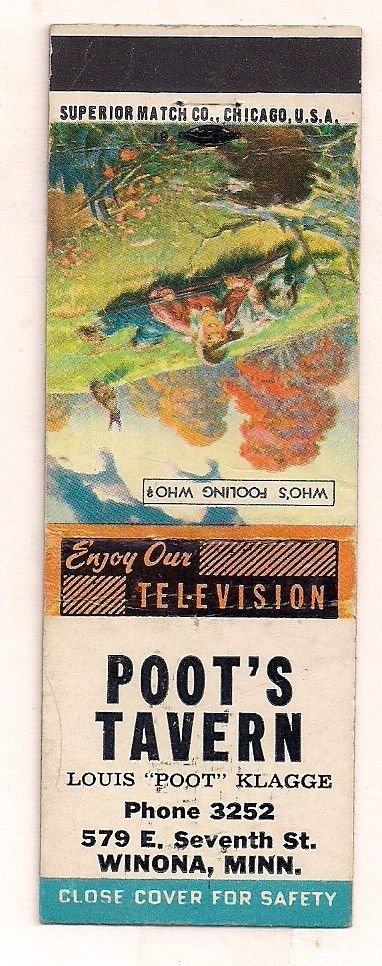 SUPERIOR MATCH CO., CHICAGO, U.S.A.
WHO'S FOOLING WHO?
Enjoy Our
TELEVISION
POOT'S
TAVERN
LOUIS "POOT" KLAGGE
Phone 3252
579 E. Seventh St.
WINONA, MINN.
CLOSE COVER FOR SAFETY